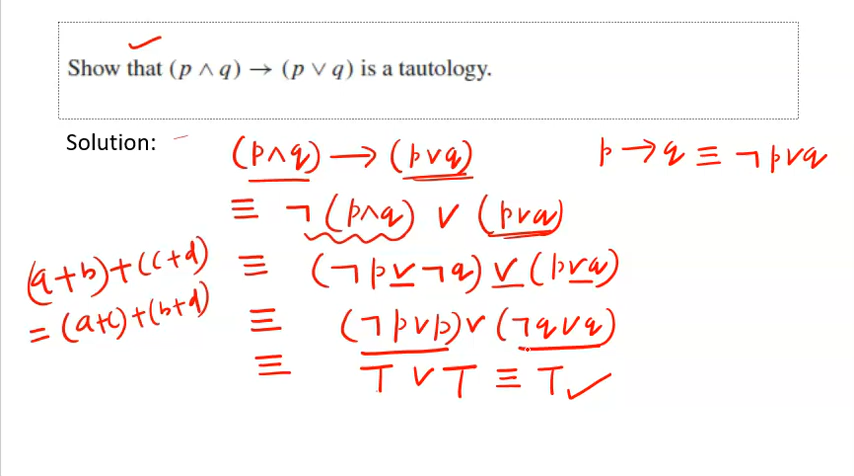 Show that (p ∧ q) → (p ∨ q) is a tautology.
Solution:
(p∧q) → (p∨q)
p → q ≡ ¬p∨q
≡ ¬(p∧q) ∨ (p∨q)
(a+b)+(c+d)
≡ (¬p∨¬q) ∨ (p∨q)
= (a+c)+(b+d)
≡ (¬p∨p)∨(¬q∨q)
≡ T ∨ T ≡ T